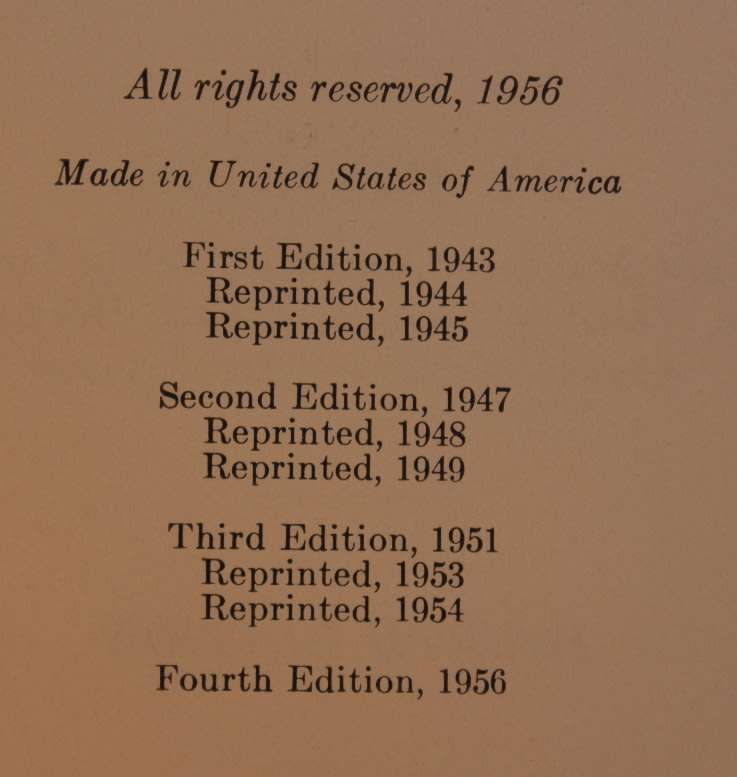 All rights reserved, 1956
Made in United States of America
First Edition, 1943
Reprinted, 1944
Reprinted, 1945
Second Edition, 1947
Reprinted, 1948
Reprinted, 1949
Third Edition, 1951
Reprinted, 1953
Reprinted, 1954
Fourth Edition, 1956